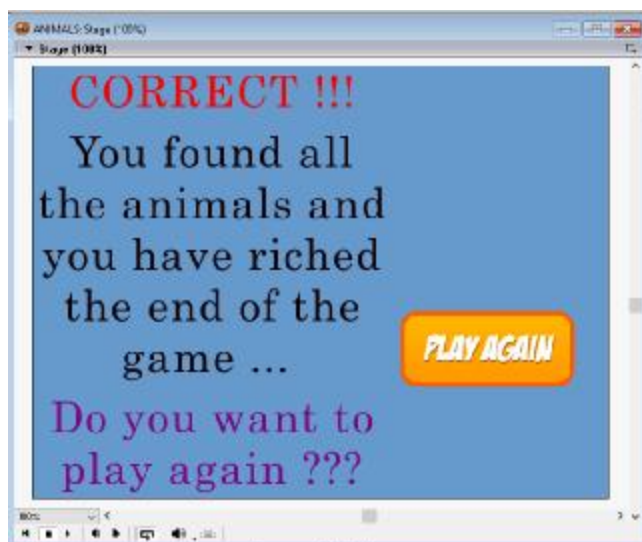 ANIMALS: Stage (100%)
Stage (100%)
CORRECT !!!
You found all
the animals and
you have riched
the end of the
game ...
PLAY AGAIN
Do you want to
play again ???